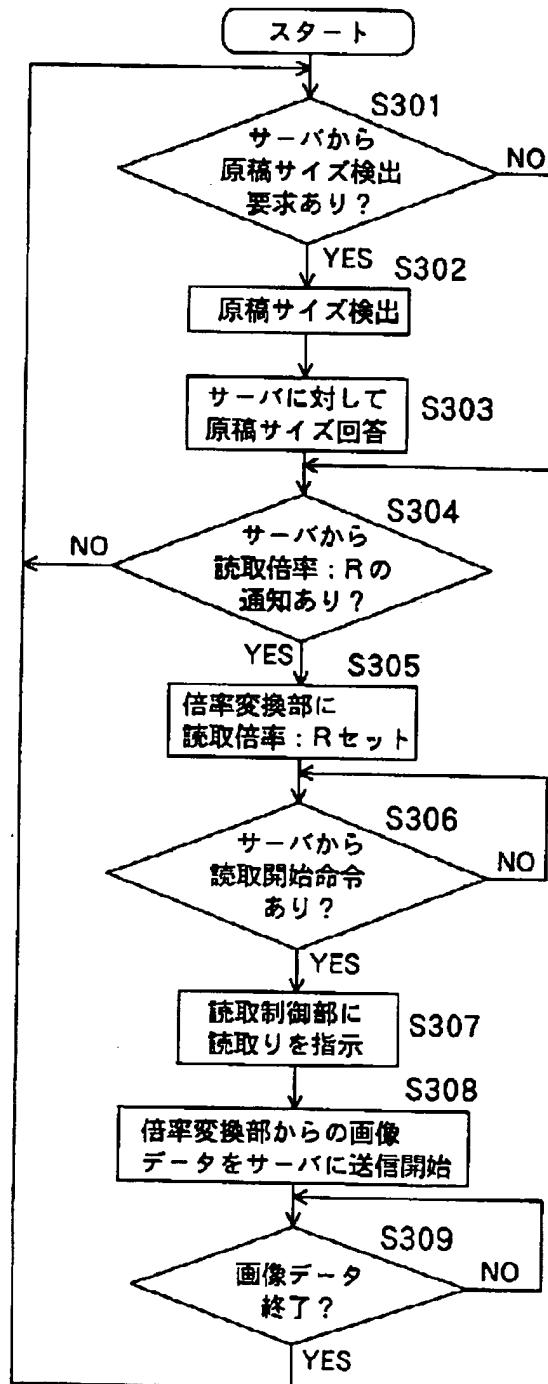 スタート
S301
サーバから
原稿サイズ検出
要求あり?
NO
YES
S302
原稿サイズ検出
サーバに対して
原稿サイズ回答
S303
S304
サーバから
読取倍率:Rの
通知あり?
NO
YES
S305
倍率変換部に
読取倍率:Rセット
S306
サーバから
読取開始命令
あり?
NO
YES
読取制御部に
読取りを指示
S307
S308
倍率変換部からの画像
データをサーバに送信開始
S309
画像データ
終了?
NO
YES